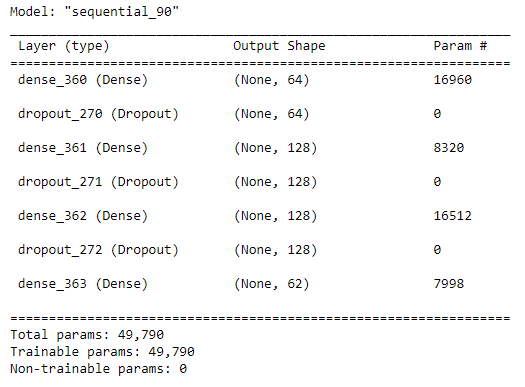 Model: "sequential_90"
_________________________________________________________________
Layer (type) Output Shape Param #
=================================================================
dense_360 (Dense) (None, 64) 16960
dropout_270 (Dropout) (None, 64) 0
dense_361 (Dense) (None, 128) 8320
dropout_271 (Dropout) (None, 128) 0
dense_362 (Dense) (None, 128) 16512
dropout_272 (Dropout) (None, 128) 0
dense_363 (Dense) (None, 62) 7998
=================================================================
Total params: 49,790
Trainable params: 49,790
Non-trainable params: 0